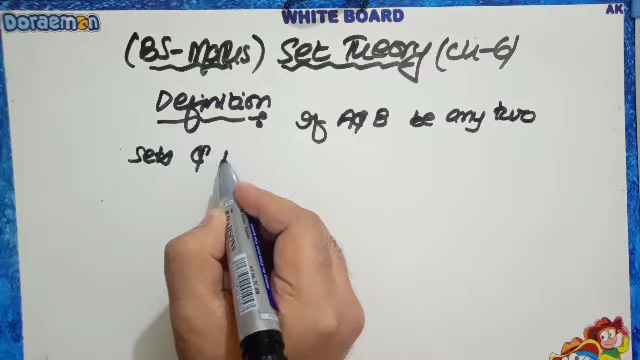 Doraemon WHITE BOARD AK
(BS-Maths) Set Theory (CH-6)
Definition: If A & B be any two
sets &